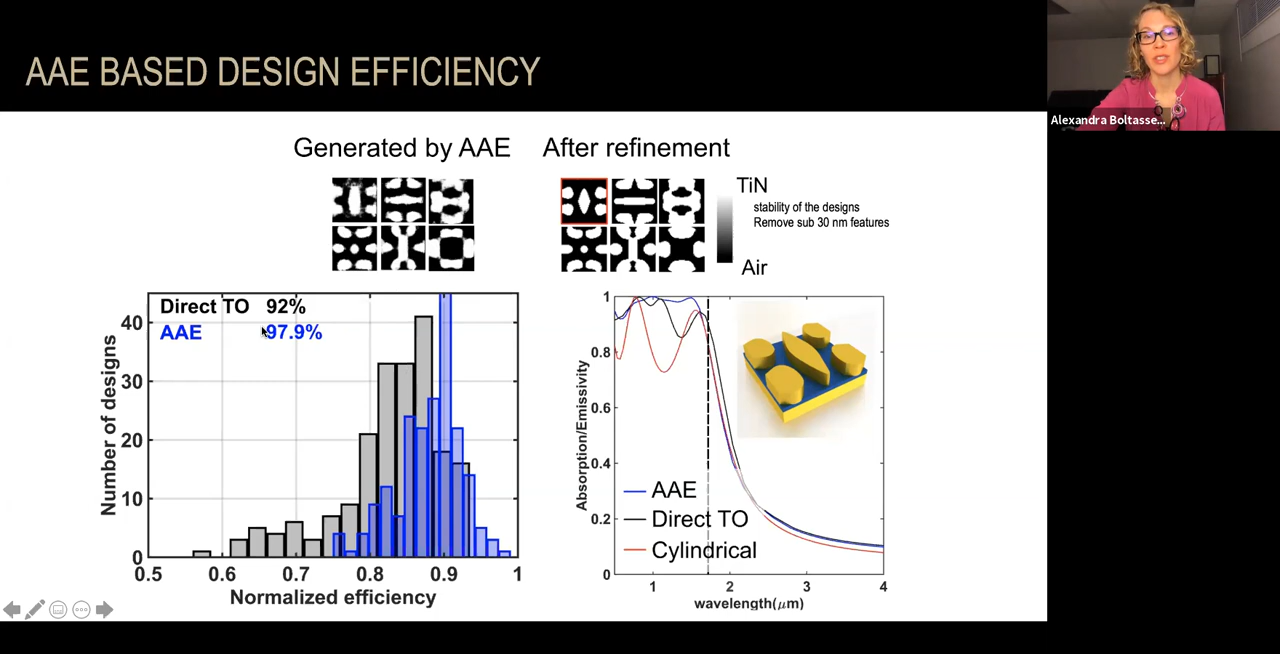 AAE BASED DESIGN EFFICIENCY
Alexandra Boltasse...
Generated by AAE
After refinement
TiN
stability of the designs
Remove sub 30 nm features
Air
Direct TO 92%
AAE 97.9%
Number of designs
40
30
20
10
0
0.5 0.6 0.7 0.8 0.9 1
Normalized efficiency
Absorption/Emissivity
1
0.8
0.6
0.4
0.2
0
AAE
Direct TO
Cylindrical
1 2 3 4
wavelength(μm)